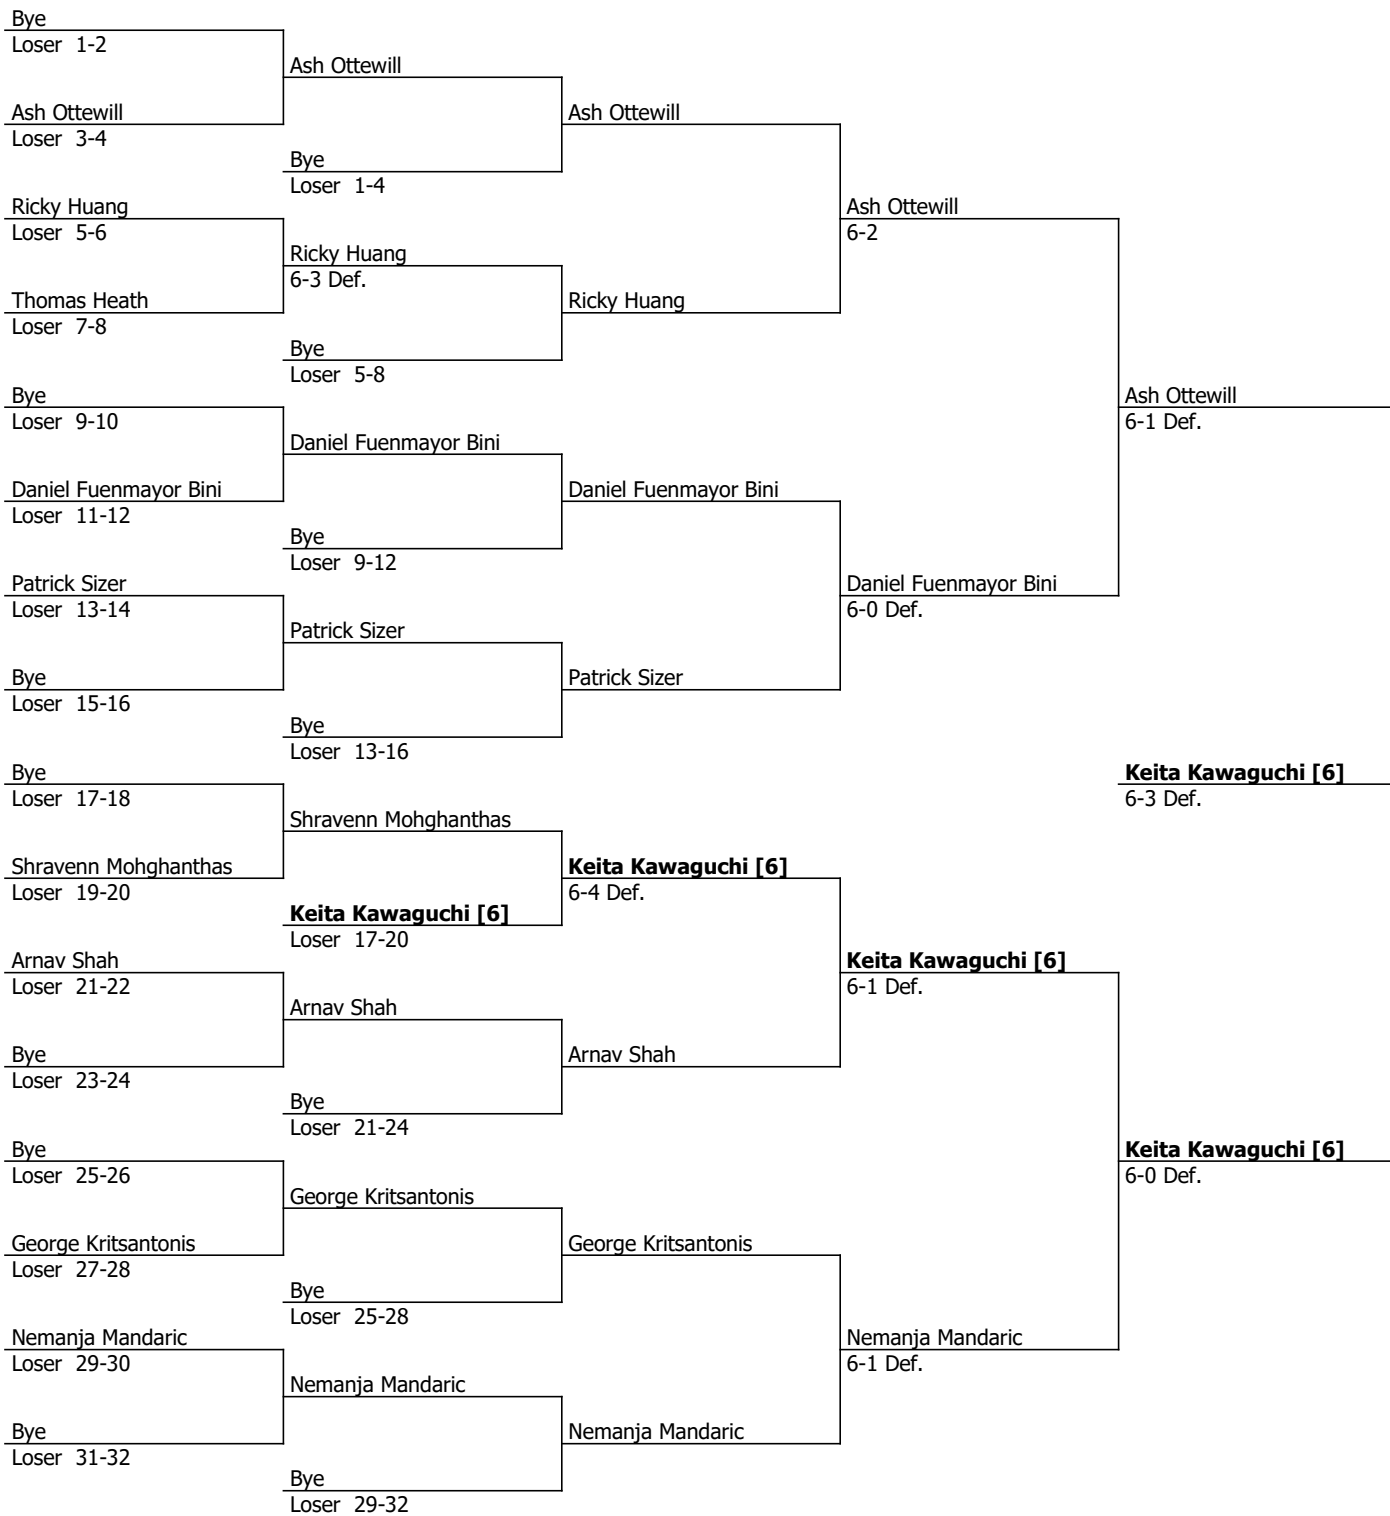 Bye
Loser 1-2
Ash Ottewill
Ash Ottewill
Loser 3-4
Ash Ottewill
Bye
Loser 1-4
Ricky Huang
Loser 5-6
Ash Ottewill
6-2
Ricky Huang
6-3 Def.
Thomas Heath
Loser 7-8
Ricky Huang
Bye
Loser 5-8
Bye
Loser 9-10
Ash Ottewill
6-1 Def.
Daniel Fuenmayor Bini
Daniel Fuenmayor Bini
Loser 11-12
Daniel Fuenmayor Bini
Bye
Loser 9-12
Patrick Sizer
Loser 13-14
Daniel Fuenmayor Bini
6-0 Def.
Patrick Sizer
Bye
Loser 15-16
Patrick Sizer
Bye
Loser 13-16
Bye
Loser 17-18
Keita Kawaguchi [6]
6-3 Def.
Shravenn Mohghanthas
Shravenn Mohghanthas
Loser 19-20
Keita Kawaguchi [6]
6-4 Def.
Keita Kawaguchi [6]
Loser 17-20
Arnav Shah
Loser 21-22
Keita Kawaguchi [6]
6-1 Def.
Arnav Shah
Bye
Loser 23-24
Arnav Shah
Bye
Loser 21-24
Bye
Loser 25-26
Keita Kawaguchi [6]
6-0 Def.
George Kritsantonis
George Kritsantonis
Loser 27-28
George Kritsantonis
Bye
Loser 25-28
Nemanja Mandaric
Loser 29-30
Nemanja Mandaric
6-1 Def.
Nemanja Mandaric
Bye
Loser 31-32
Nemanja Mandaric
Bye
Loser 29-32